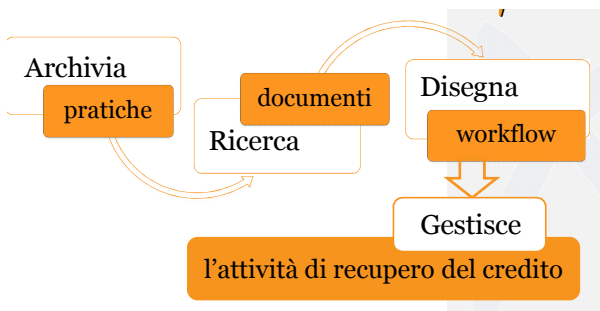 Archivia
pratiche
Ricerca
documenti
Disegna
workflow
Gestisce
l’attività di recupero del credito